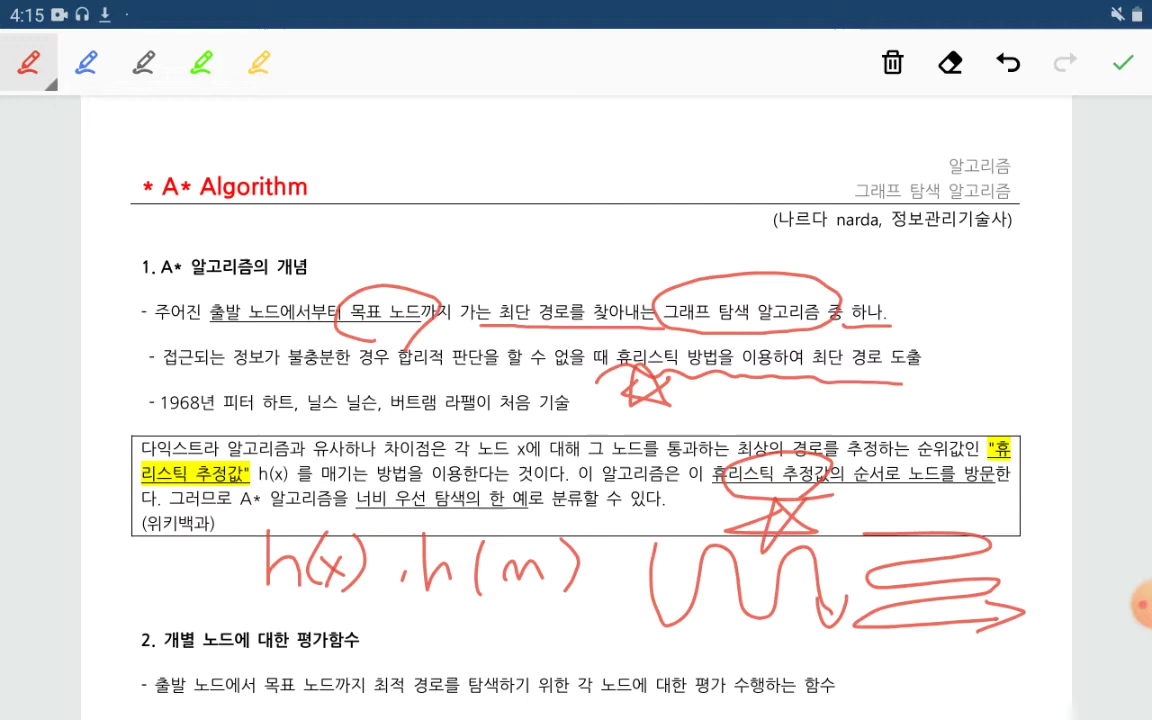 4:15
알고리즘
* A* Algorithm
그래프 탐색 알고리즘
(나르다 narda, 정보관리기술사)
1. A* 알고리즘의 개념
- 주어진 출발 노드에서부터 목표 노드까지 가는 최단 경로를 찾아내는 그래프 탐색 알고리즘 중 하나.
- 접근되는 정보가 불충분한 경우 합리적 판단을 할 수 없을 때 휴리스틱 방법을 이용하여 최단 경로 도출
- 1968년 피터 하트, 닐스 닐슨, 버트램 라팰이 처음 기술
다익스트라 알고리즘과 유사하나 차이점은 각 노드 x에 대해 그 노드를 통과하는 최상의 경로를 추정하는 순위값인 "휴
리스틱 추정값" h(x) 를 매기는 방법을 이용한다는 것이다. 이 알고리즘은 이 휴리스틱 추정값의 순서로 노드를 방문한
다. 그러므로 A* 알고리즘을 너비 우선 탐색의 한 예로 분류할 수 있다.
(위키백과)
h(x) . h(n)
2. 개별 노드에 대한 평가함수
- 출발 노드에서 목표 노드까지 최적 경로를 탐색하기 위한 각 노드에 대한 평가 수행하는 함수